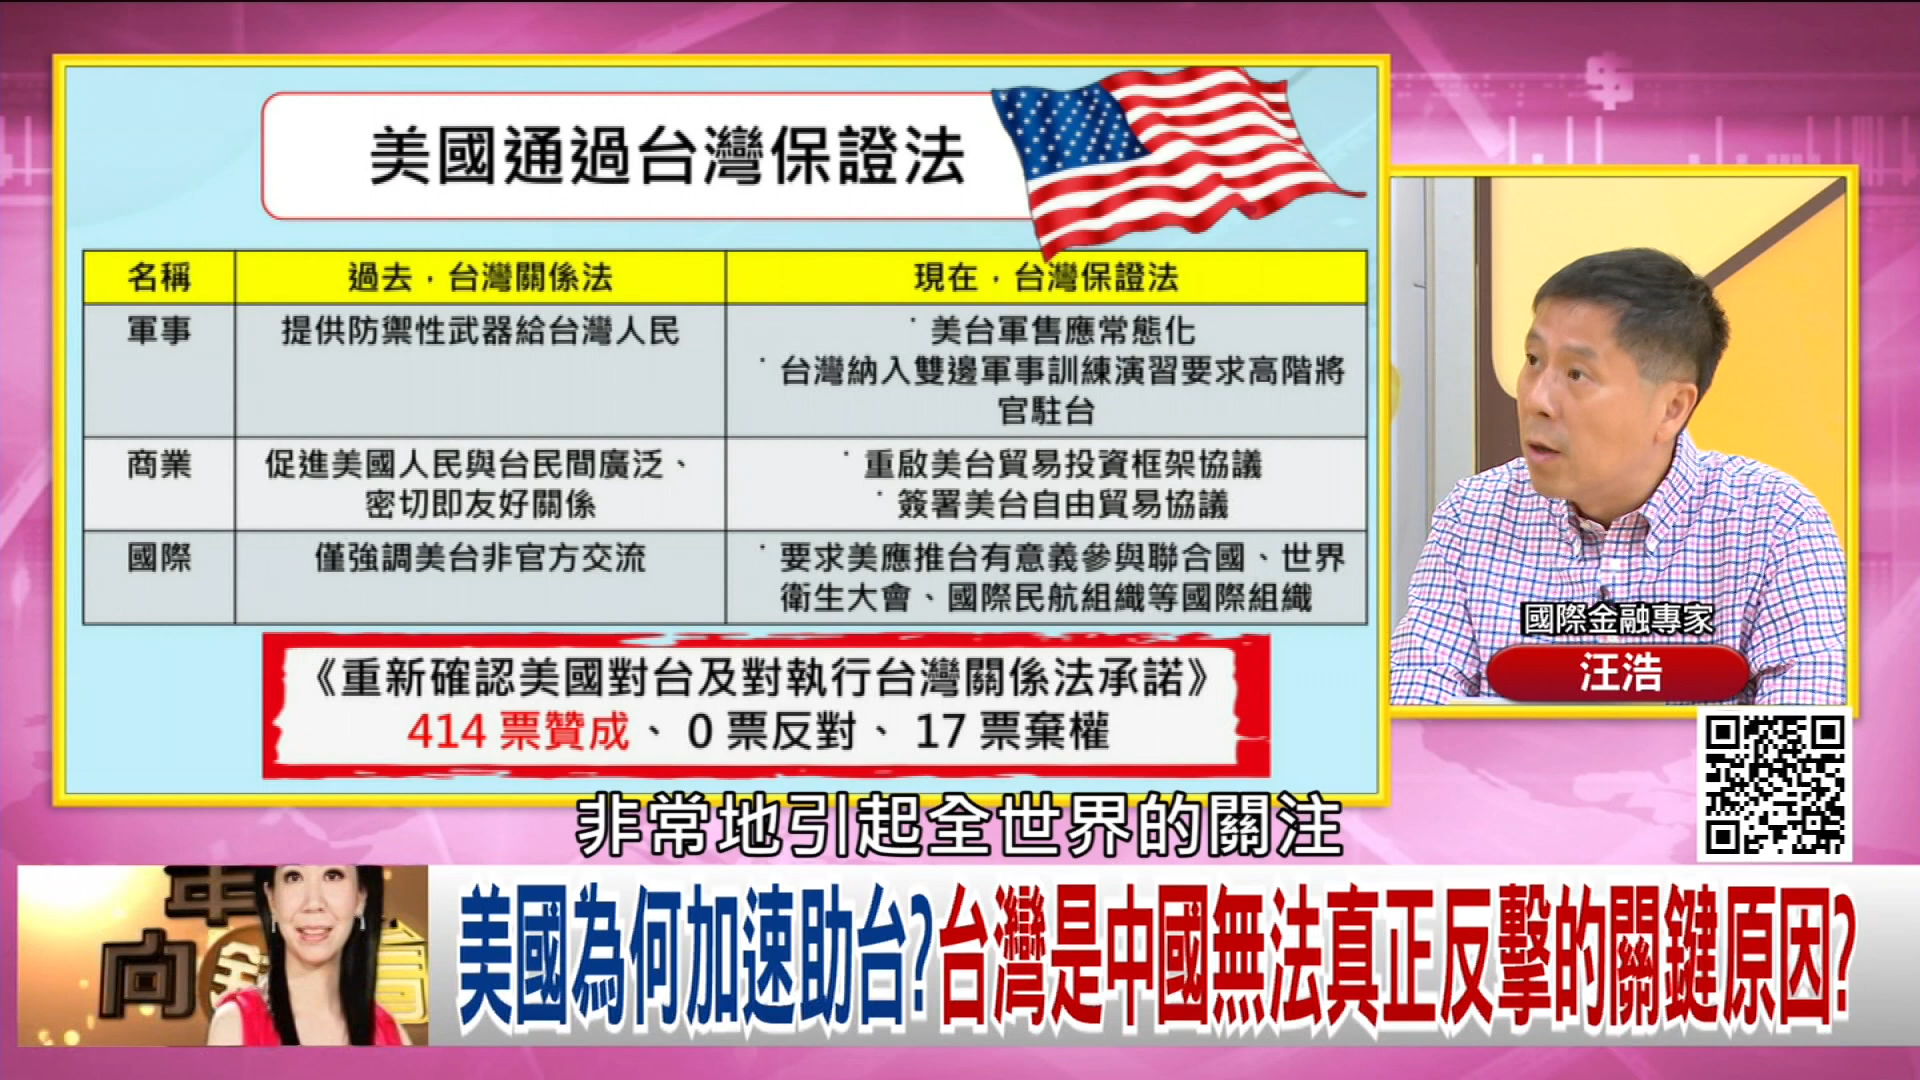 美國通過台灣保證法
名稱
過去，台灣關係法
現在，台灣保證法
軍事
提供防禦性武器給台灣人民
˙美台軍售應常態化
˙台灣納入雙邊軍事訓練演習要求高階將
官駐台
商業
促進美國人民與台民間廣泛、
密切即友好關係
˙重啟美台貿易投資框架協議
˙簽署美台自由貿易協議
國際
僅強調美台非官方交流
˙要求美應推台有意義參與聯合國、世界
衛生大會、國際民航組織等國際組織
《重新確認美國對台及對執行台灣關係法承諾》
414 票贊成、0 票反對、17 票棄權
國際金融專家
汪浩
非常地引起全世界的關注
向
美國為何加速助台?台灣是中國無法真正反擊的關鍵原因?